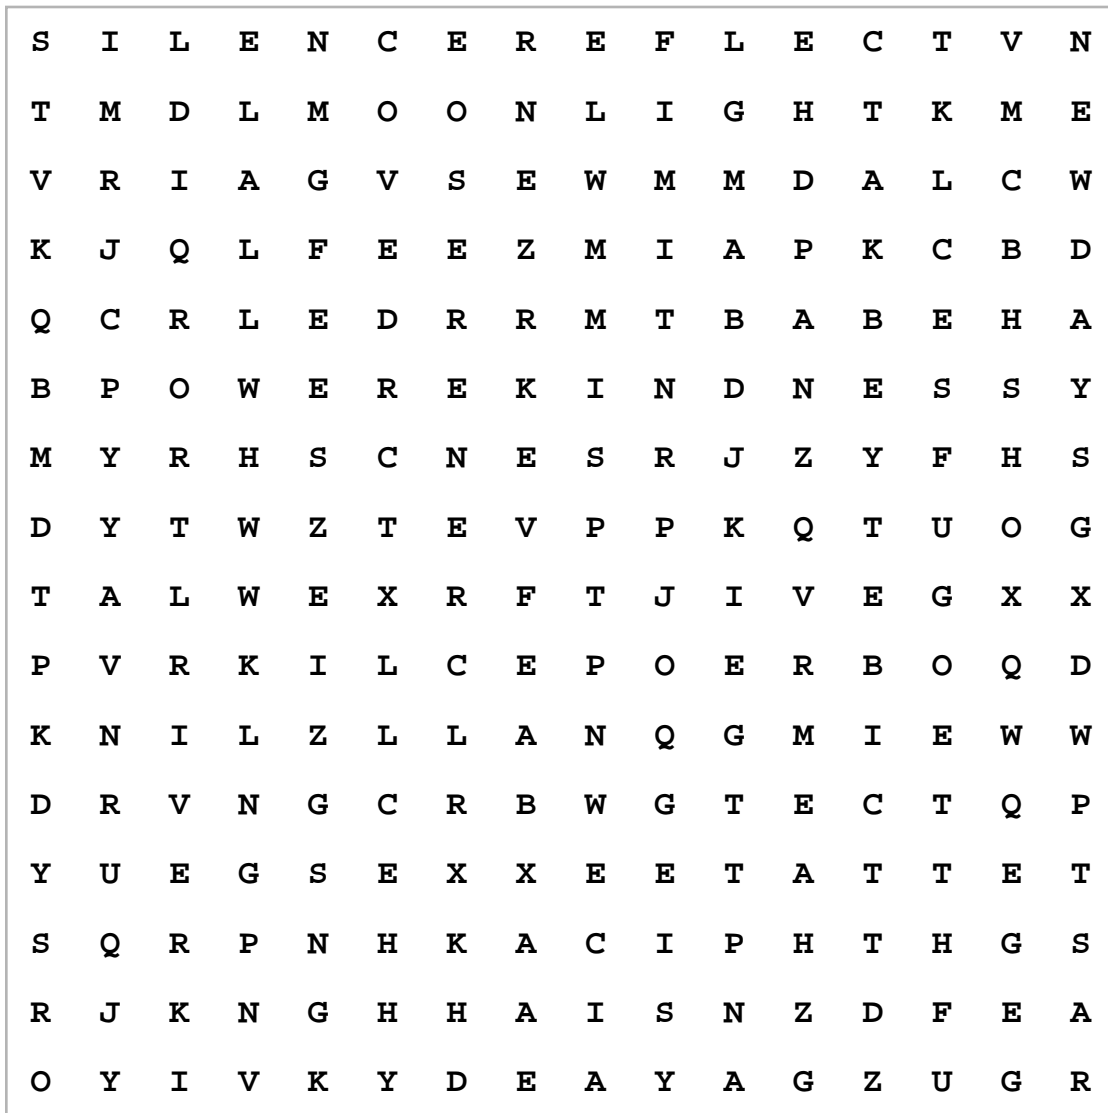 S I L E N C E R E F L E C T V N
T M D L M O O N L I G H T K M E
V R I A G V S E W M M D A L C W
K J Q L F E E Z M I A P K C B D
Q C R L E D R R M T B A B E H A
B P O W E R E K I N D N E S S Y
M Y R H S C N E S R J Z Y F H S
D Y T W Z T E V P P K Q T U O G
T A L W E X R F T J I V E G X X
P V R K I L C E P O E R B O Q D
K N I L Z L L A N Q G M I E W W
D R V N G C R B W G T E C T Q P
Y U E G S E X X E E T A T T E T
S Q R P N H K A C I P H T H G S
R J K N G H H A I S N Z D F E A
O Y I V K Y D E A Y A G Z U G R